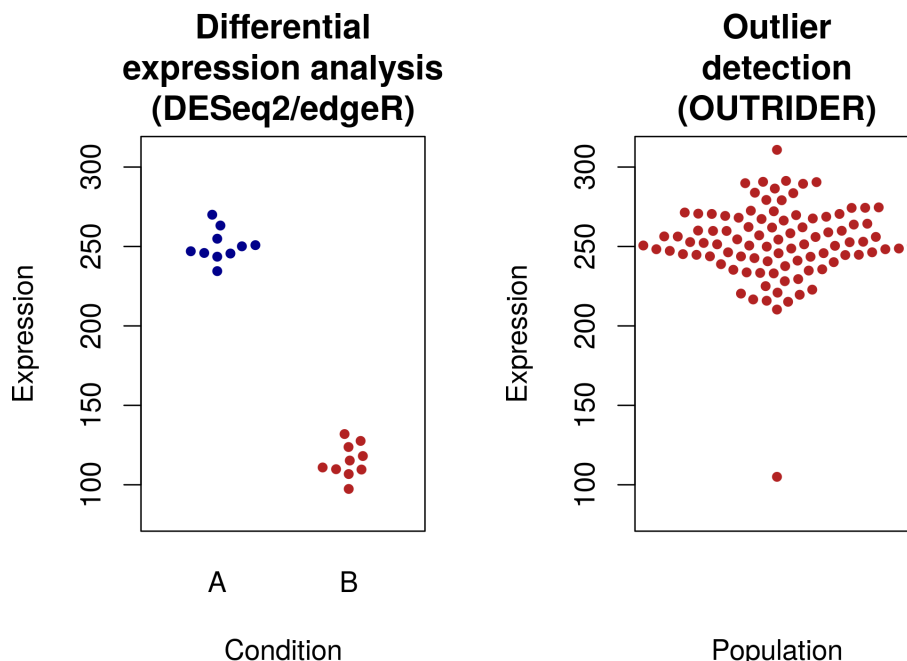 Differential
expression analysis
(DESeq2/edgeR)
300
250
200
150
100
Expression
A
B
Condition
Outlier
detection
(OUTRIDER)
300
250
200
150
100
Expression
Population